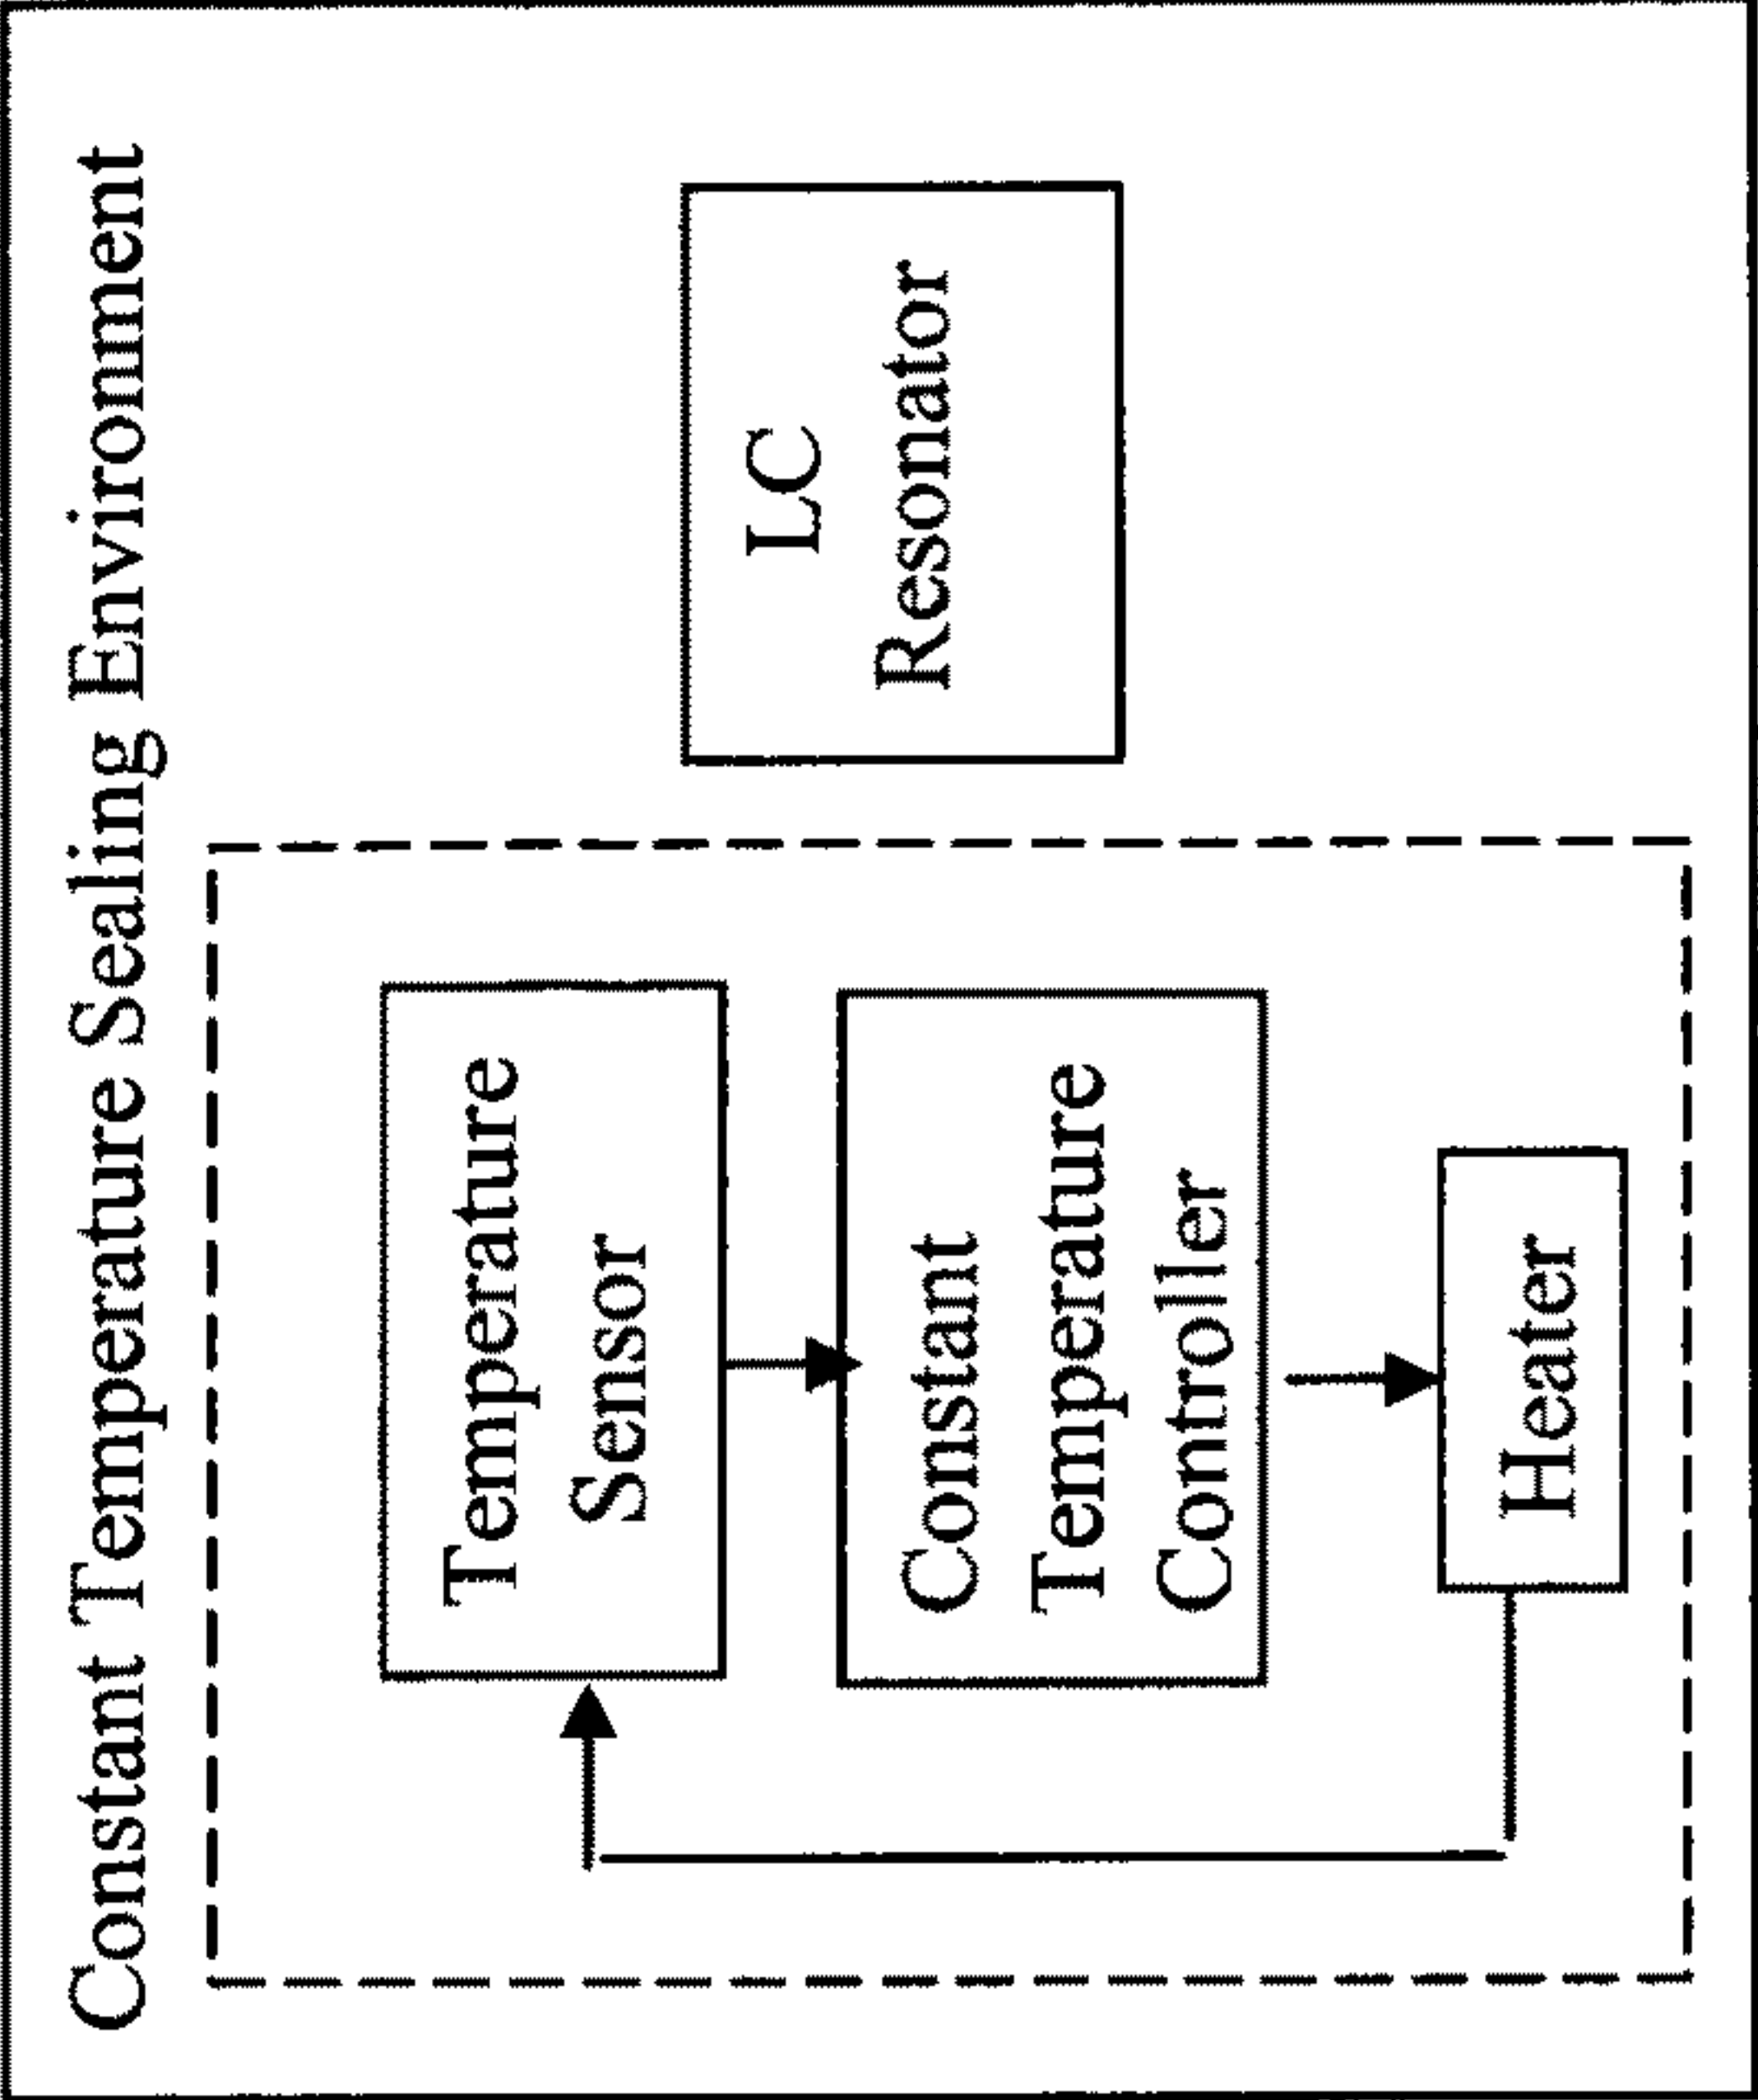 Constant Temperature Sealing Environment
Temperature
Sensor
Constant
Temperature
Controller
Heater
LC
Resonator